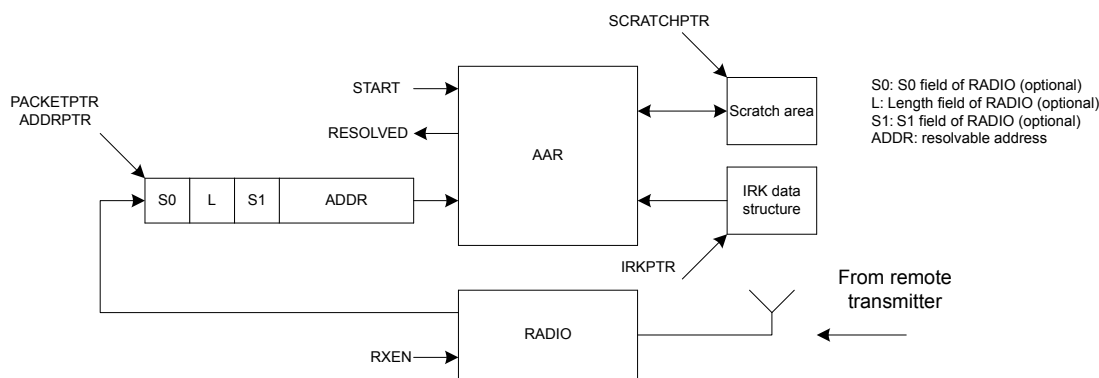 SCRATCHPTR
START
S0: S0 field of RADIO (optional)
L: Length field of RADIO (optional)
S1: S1 field of RADIO (optional)
ADDR: resolvable address
PACKETPTR
ADDRPTR
RESOLVED
AAR
Scratch area
S0 L S1 ADDR
IRK data
structure
IRKPTR
From remote
transmitter
RADIO
RXEN